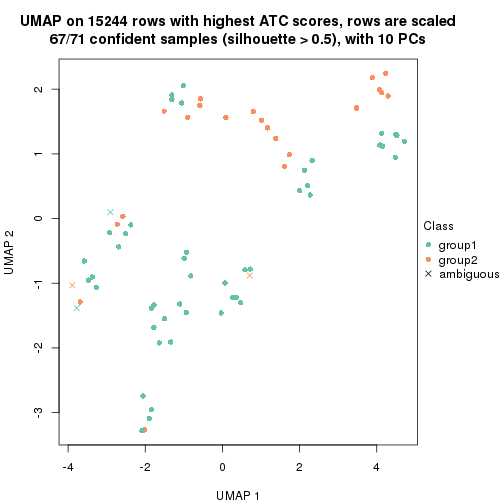 UMAP on 15244 rows with highest ATC scores, rows are scaled
67/71 confident samples (silhouette > 0.5), with 10 PCs
2
1
0
-1
-2
-3
UMAP 2
-4
-2
0
2
4
UMAP 1
Class
group1
group2
ambiguous